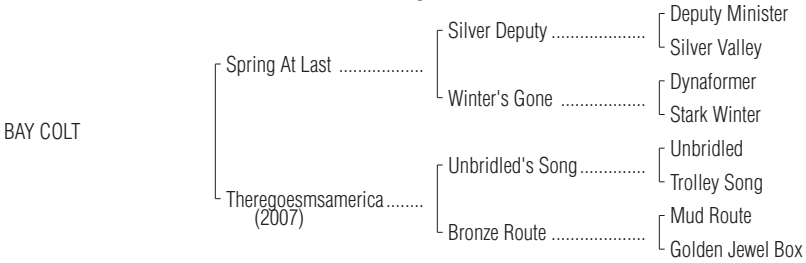 Deputy Minister
Silver Deputy .....................
Silver Valley
Spring At Last ..................
Dynaformer
Winter's Gone ..................
Stark Winter
BAY COLT
Unbridled
Unbridled's Song..............
Trolley Song
Theregoesmsamerica........
(2007)
Mud Route
Bronze Route .....................
Golden Jewel Box